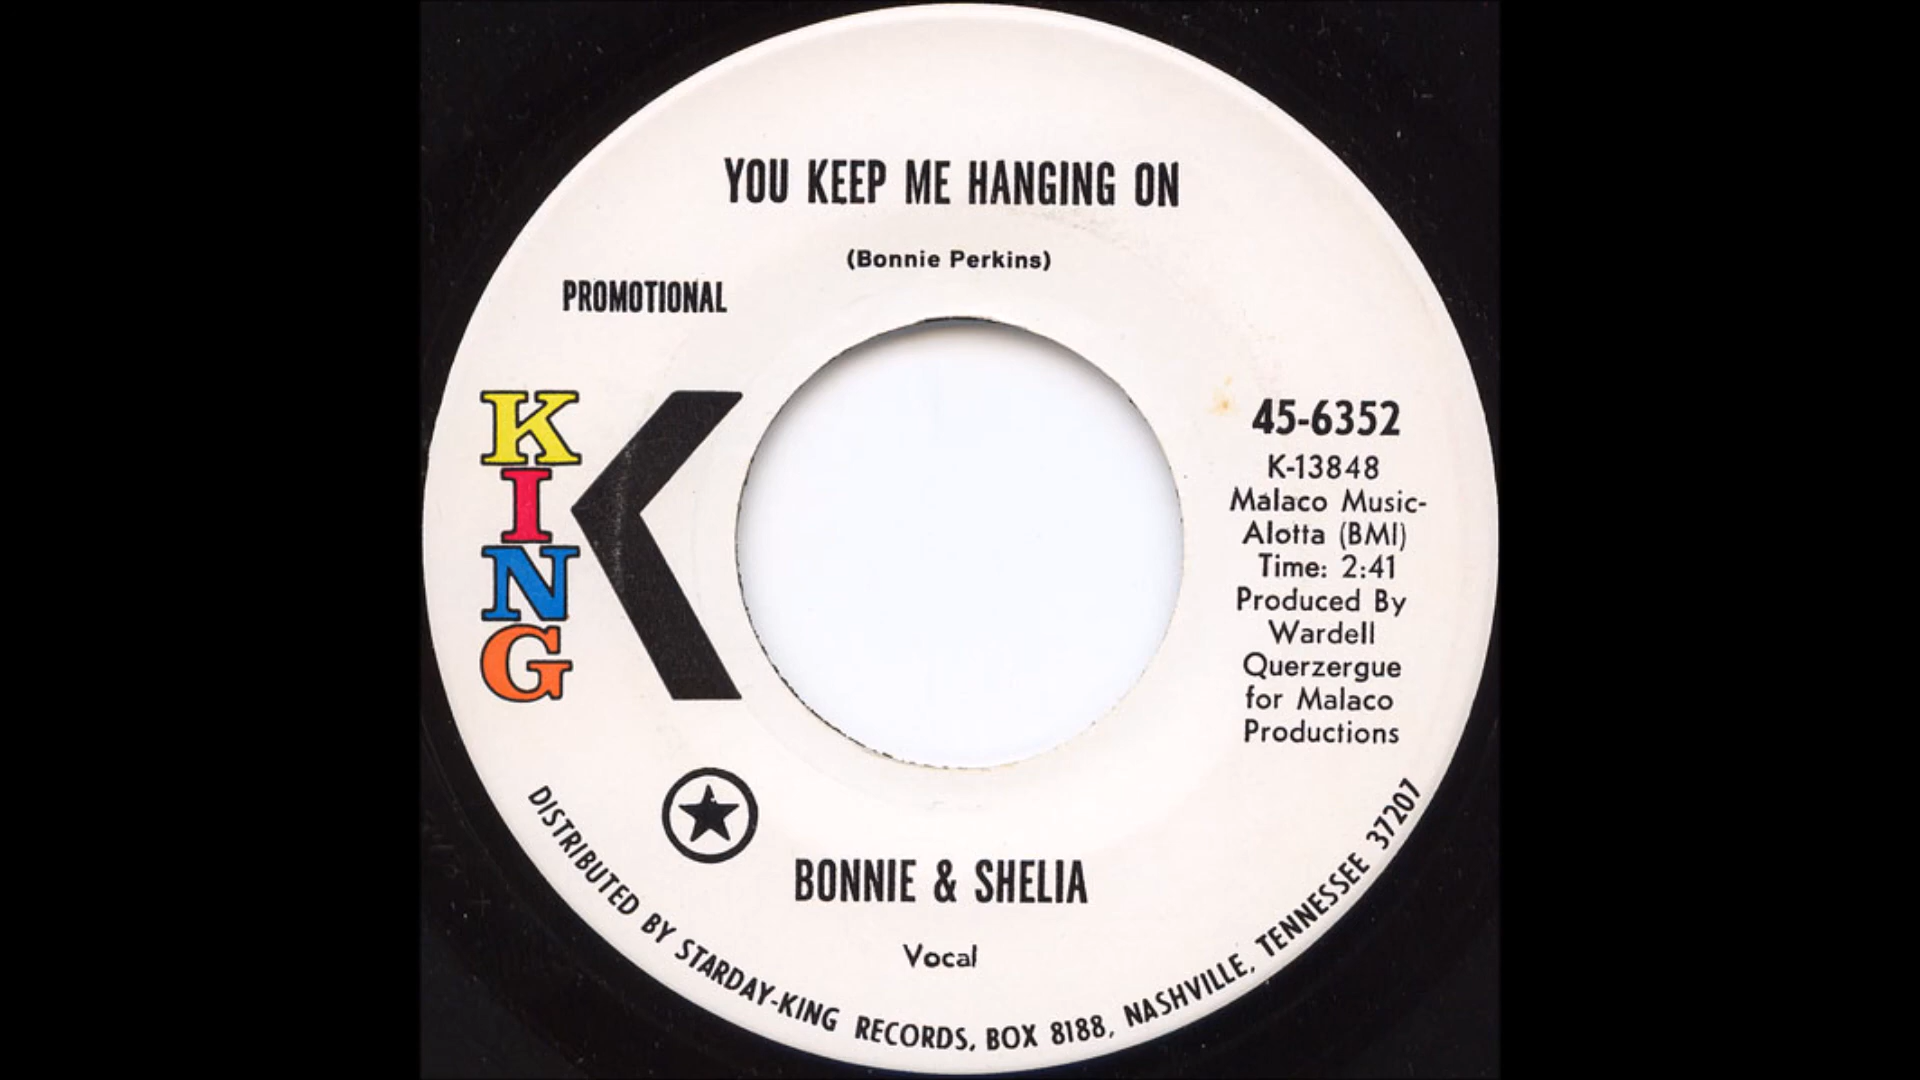 YOU KEEP ME HANGING ON
(Bonnie Perkins)
PROMOTIONAL
KING
45-6352
K-13848
Malaco Music-
Alotta (BMI)
Time: 2:41
Produced By
Wardell
Querzergue
for Malaco
Productions
BONNIE & SHELIA
Vocal
DISTRIBUTED BY STARDAY-KING RECORDS, BOX 8188, NASHVILLE, TENNESSEE 37207